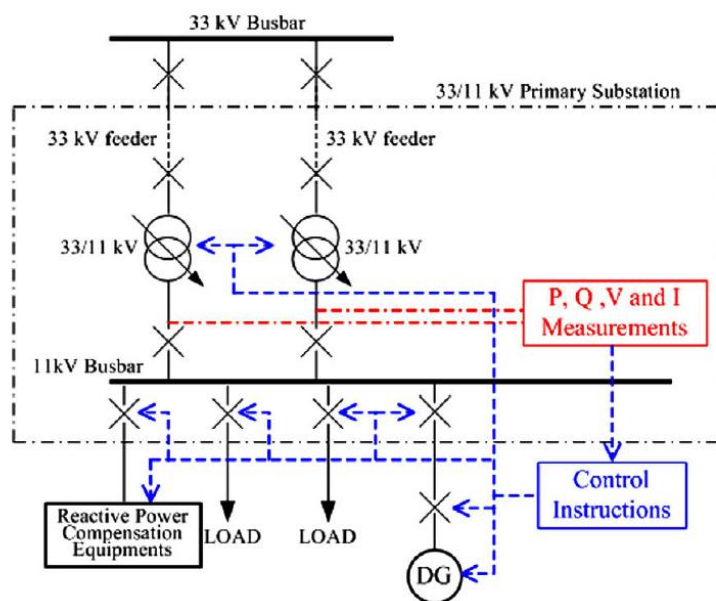 33 kV Busbar
33/11 kV Primary Substation
33 kV feeder
33 kV feeder
33/11 kV
33/11 kV
P, Q ,V and I
Measurements
11kV Busbar
Control
Instructions
Reactive Power
Compensation
Equipments
LOAD
LOAD
DG